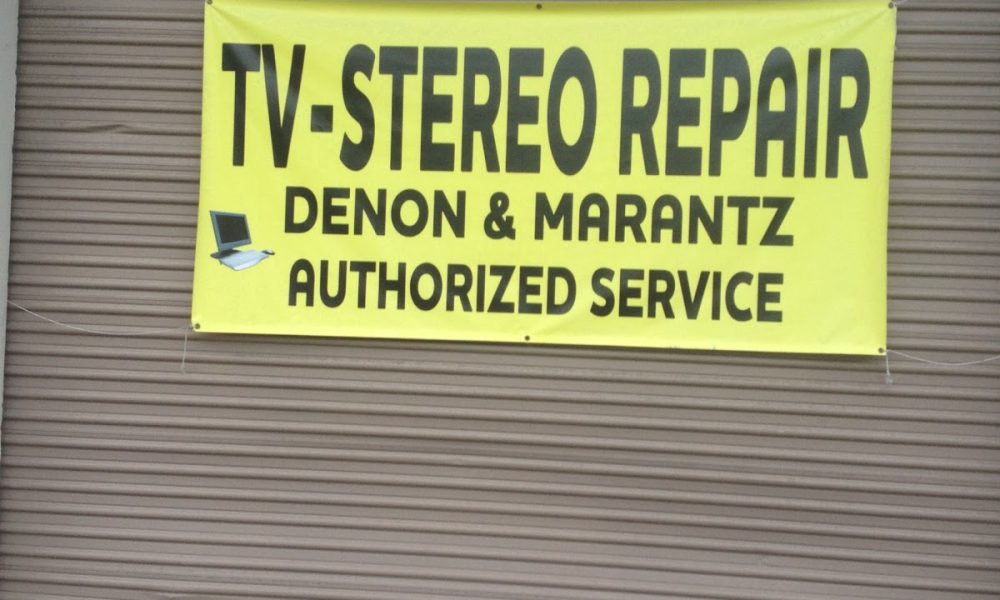 TV-STEREO REPAIR
DENON & MARANTZ
AUTHORIZED SERVICE